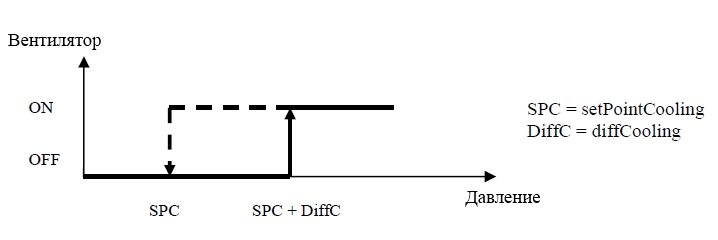 Вентилятор
ON
SPC = setPointCooling
DiffC = diffCooling
OFF
SPC
SPC + DiffC
Давление